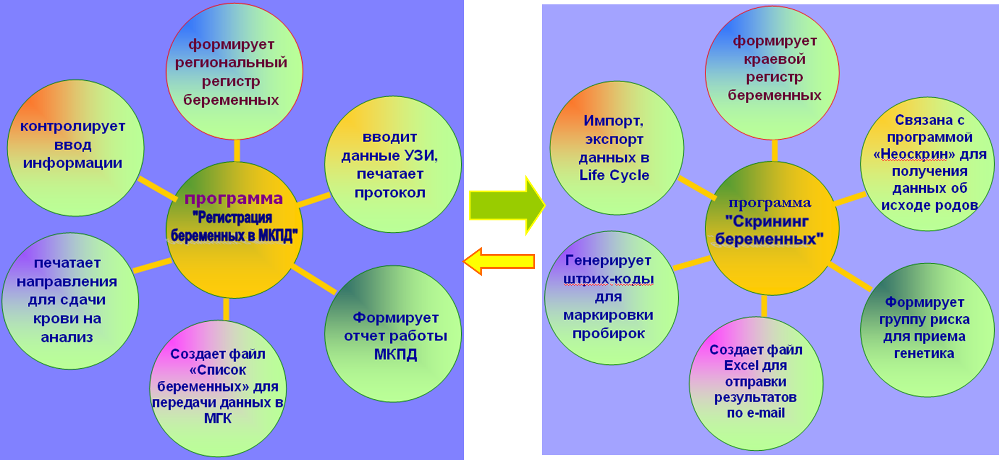 формирует
региональный
регистр
беременных
контролирует
ввод
информации
вводит
данные УЗИ,
печатает
протокол
программа
"Регистрация
беременных в МКПД"
печатает
направления
для сдачи
крови на
анализ
Формирует
отчет работы
МКПД
Создает файл
«Список
беременных» для
передачи данных в
МГК
формирует
краевой
регистр
беременных
Импорт,
экспорт
данных в
Life Cycle
Связана с
программой
«Неоскрин» для
получения
данных об
исходе родов
программа
"Скрининг
беременных"
Генерирует
штрих-коды
для
маркировки
пробирок
Формирует
группу риска
для приема
генетика
Создает файл
Excel для
отправки
результатов
по e-mail